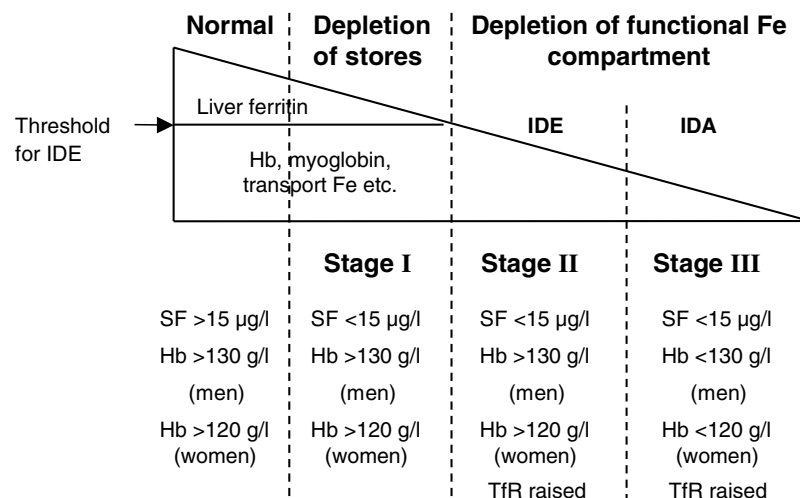 Normal
Depletion
of stores
Depletion of functional Fe
compartment
Liver ferritin
Threshold
for IDE
IDE
IDA
Hb, myoglobin,
transport Fe etc.
Stage I
Stage II
Stage III
SF >15 µg/l
SF <15 µg/l
SF <15 µg/l
SF <15 µg/l
Hb >130 g/l
Hb >130 g/l
Hb >130 g/l
Hb <130 g/l
(men)
(men)
(men)
(men)
Hb >120 g/l
Hb >120 g/l
Hb >120 g/l
Hb <120 g/l
(women)
(women)
(women)
(women)
TfR raised
TfR raised